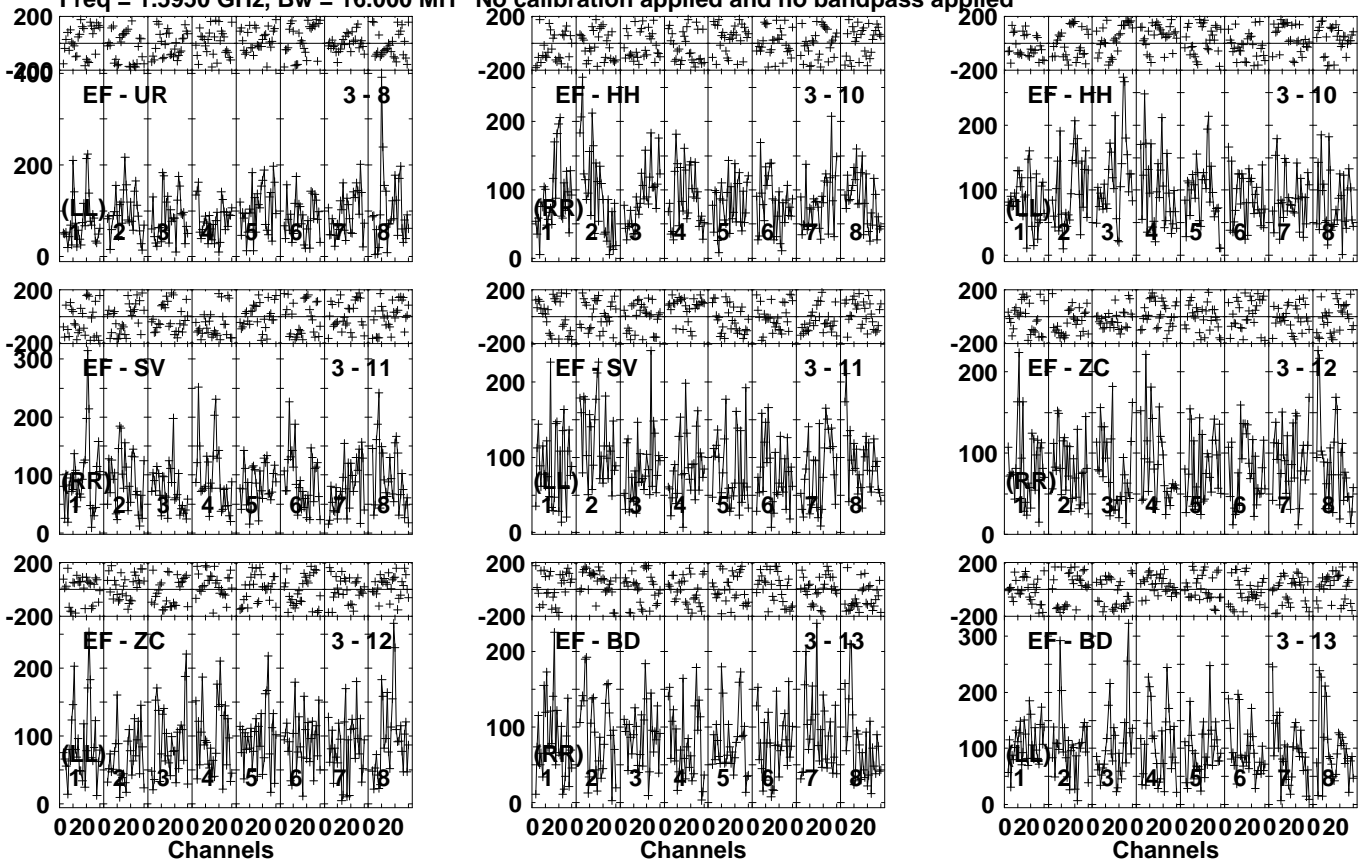 Freq = 1.5950 GHz, Bw = 16.000 MH No calibration applied and no bandpass applied
200 200 200
-200 -200 -200
400
EF - UR 3 - 8 EF - HH 3 - 10 EF - HH 3 - 10
200 200 200
100 100
(LL) (RR) (LL)
1 2 3 4 5 6 7 8 1 2 3 4 5 6 7 8 1 2 3 4 5 6 7 8
0 0 0
200 200 200
-200 -200 -200
300
EF - SV 3 - 11 EF - SV 3 - 11 EF - ZC 3 - 12
200 200 200
100 100 100
(RR) (LL) (RR)
1 2 3 4 5 6 7 8 1 2 3 4 5 6 7 8 1 2 3 4 5 6 7 8
0 0 0
200 200 200
-200 -200 -200
300
EF - ZC 3 - 12 EF - BD 3 - 13 EF - BD 3 - 13
200 200 200
100 100 100
(LL) (RR) (LL)
1 2 3 4 5 6 7 8 1 2 3 4 5 6 7 8 1 2 3 4 5 6 7 8
0 0 0
0 20 0 20 0 20 0 20 0 20 0 20 0 20 0 20 0 20 0 20 0 20 0 20 0 20 0 20 0 20 0 20 0 20 0 20 0 20 0 20 0 20 0 20 0 20 0 20
Channels Channels Channels